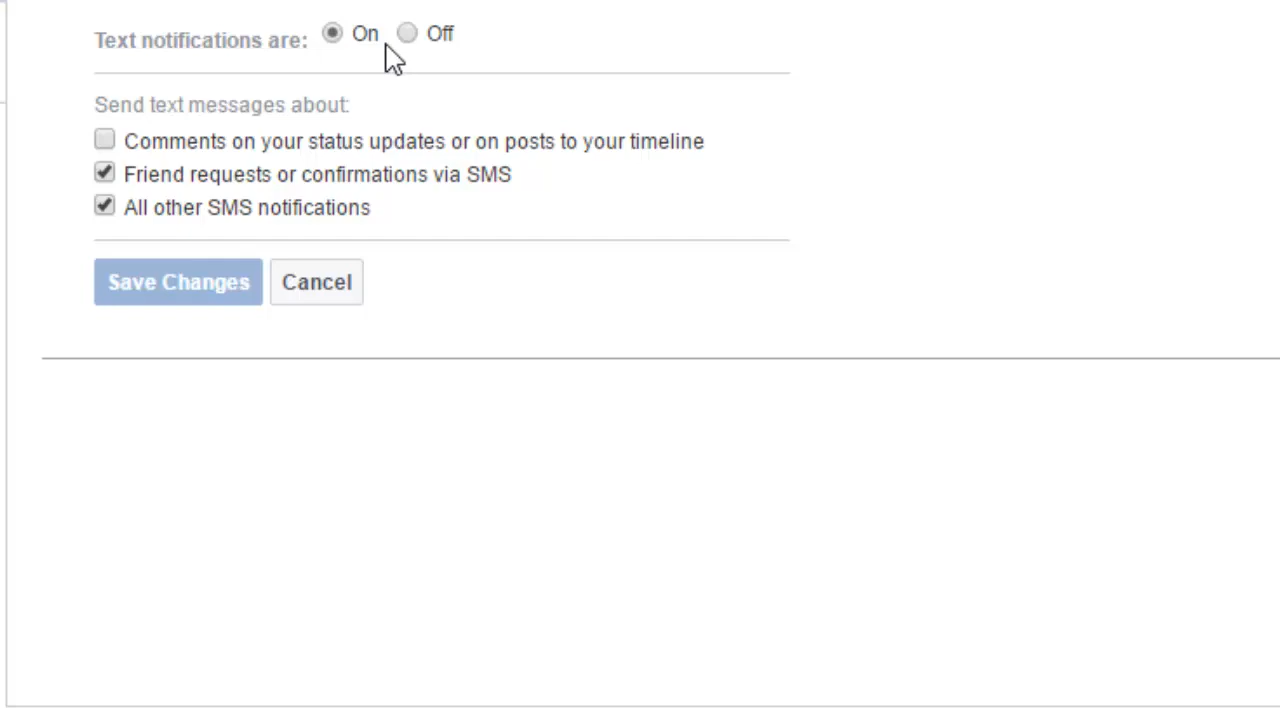 Text notifications are: On Off
Send text messages about:
Comments on your status updates or on posts to your timeline
Friend requests or confirmations via SMS
All other SMS notifications
Save Changes Cancel